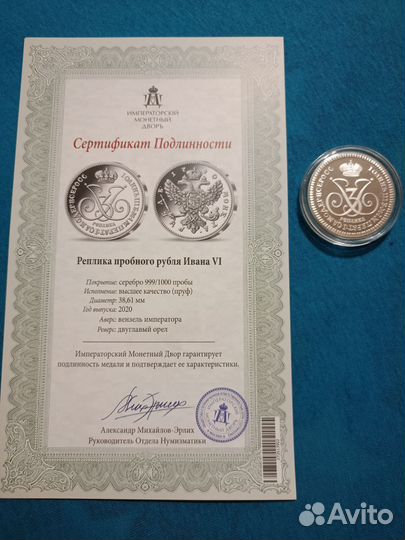 ИМПЕРАТОРСКІЙ
МОНЕТНЫЙ
ДВОРЪ
Сертификат Подлинности
Реплика пробного рубля Ивана VI
Покрытие: серебро 999/1000 пробы
Исполнение: высшее качество (пруф)
Диаметр: 38,61 мм
Год выпуска: 2020
Аверс: вензель императора
Реверс: двуглавый орел
Императорский Монетный Двор гарантирует
подлинность медали и подтверждает ее характеристики.
Александр Михайлов-Эрлих
Руководитель Отдела Нумизматики
Avito